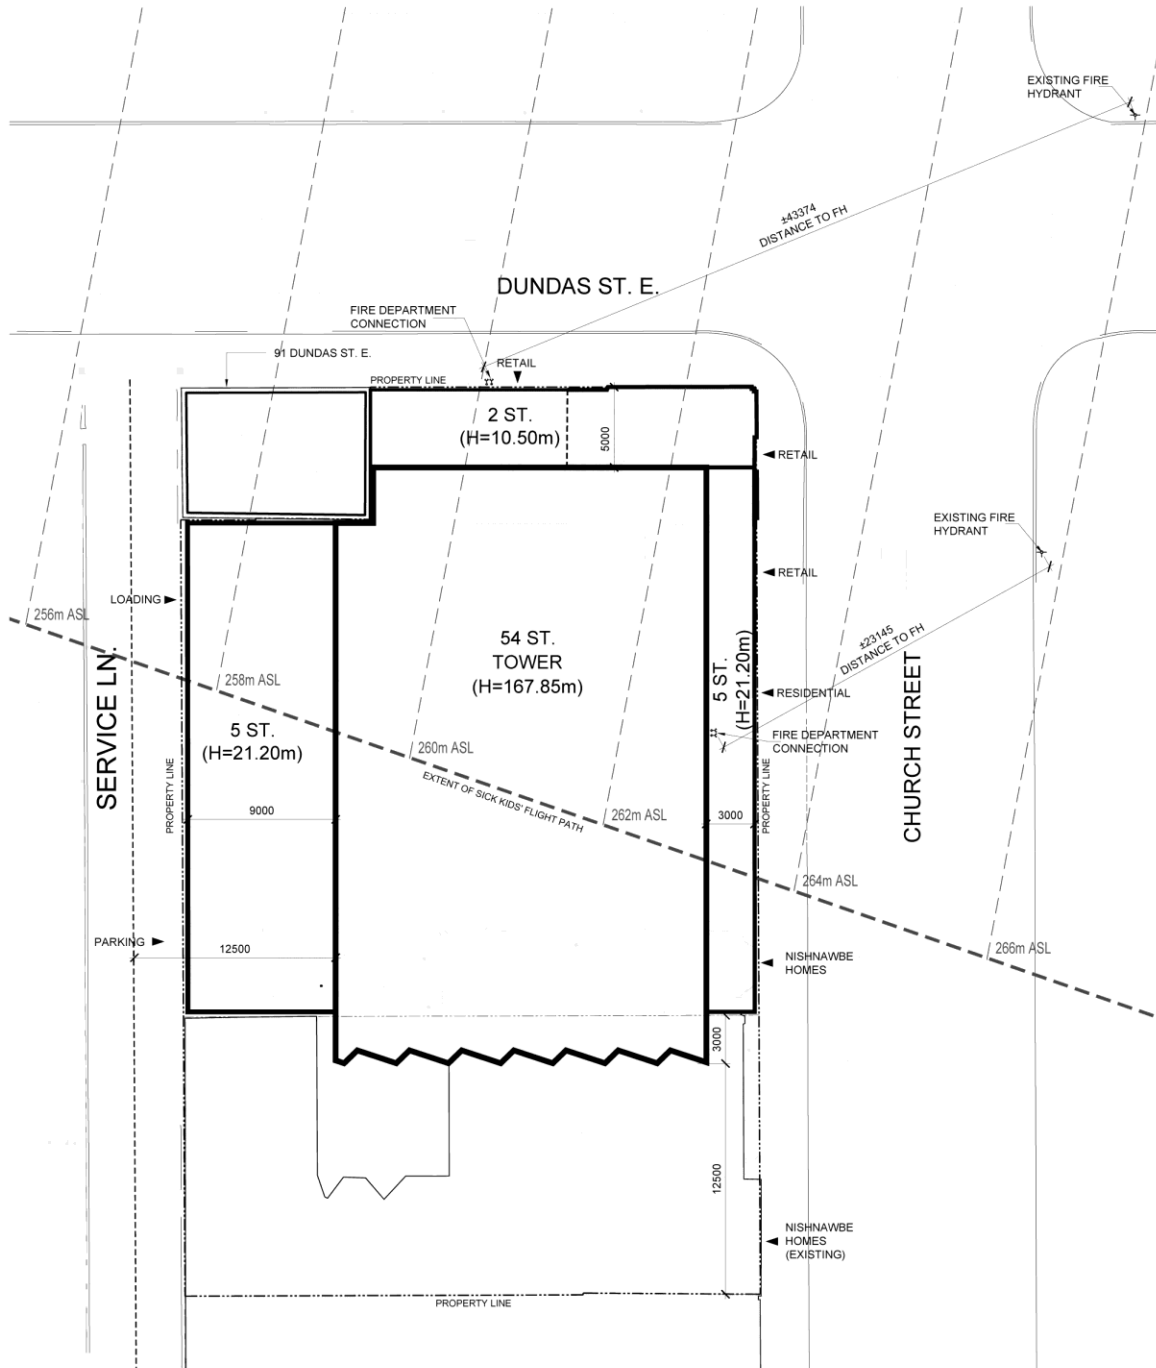 EXISTING FIRE
HYDRANT
±43374
DISTANCE TO FH
DUNDAS ST. E.
FIRE DEPARTMENT
CONNECTION
91 DUNDAS ST. E.
RETAIL
PROPERTY LINE
2 ST.
(H=10.50m)
5000
RETAIL
EXISTING FIRE
HYDRANT
RETAIL
LOADING
256m ASL
54 ST.
TOWER
(H=167.85m)
±23145
DISTANCE TO FH
5 ST.
(H=21.20m)
SERVICE LN.
258m ASL
RESIDENTIAL
CHURCH STREET
5 ST.
(H=21.20m)
260m ASL
FIRE DEPARTMENT
CONNECTION
EXTENT OF SICK KIDS' FLIGHT PATH
PROPERTY LINE
9000
262m ASL
3000
PROPERTY LINE
264m ASL
PARKING
12500
266m ASL
NISHNAWBE
HOMES
3000
12500
NISHNAWBE
HOMES
(EXISTING)
PROPERTY LINE